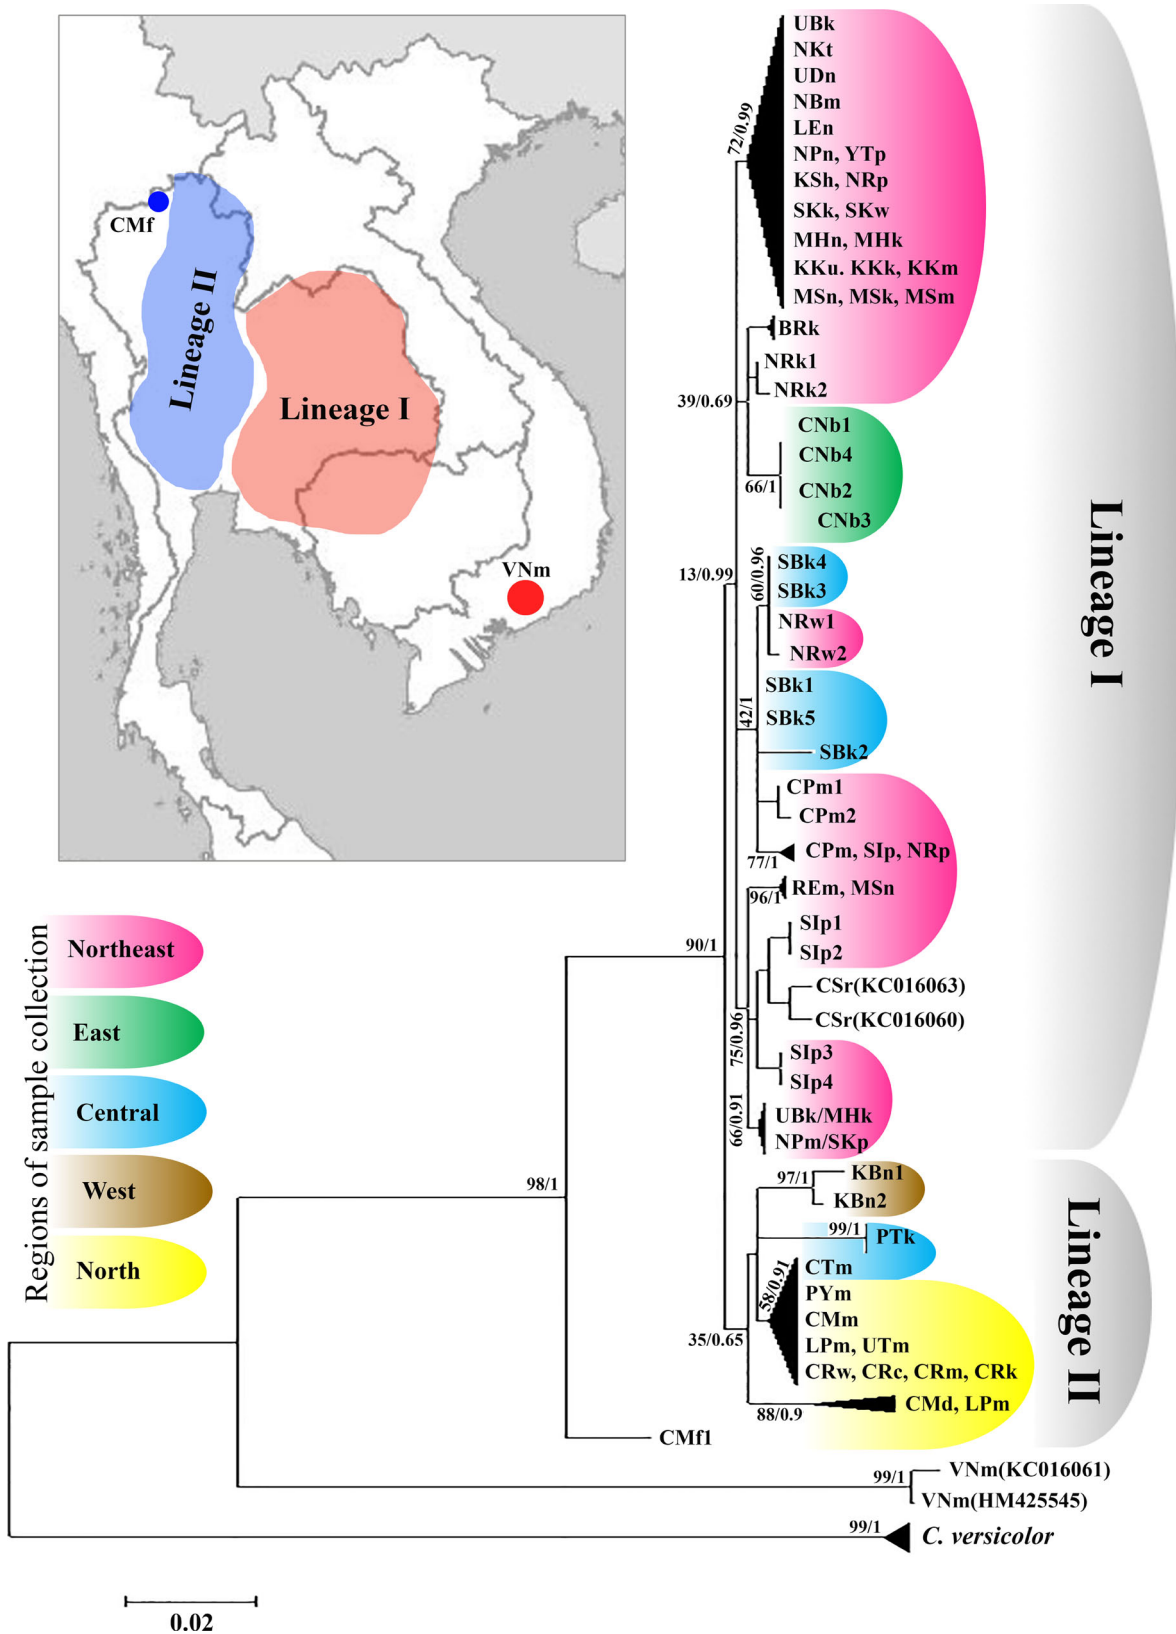 CMf
Lineage II
Lineage I
VNm
Regions of sample collection
Northeast
East
Central
West
North
72/0.99
UBk
NKt
UDn
NBm
LEn
NPn, YTp
KSh, NRp
SKk, SKw
MHn, MHk
KKu. KKk, KKm
MSn, MSk, MSm
BRk
NRk1
NRk2
39/0.69
CNb1
CNb4
CNb2
CNb3
66/1
13/0.99
60/0.96
SBk4
SBk3
NRw1
NRw2
42/1
SBk1
SBk5
SBk2
CPm1
CPm2
77/1
CPm, SIp, NRp
96/1
REm, MSn
90/1
SIp1
SIp2
CSr(KC016063)
CSr(KC016060)
75/0.96
SIp3
SIp4
66/0.91
UBk/MHk
NPm/SKp
Lineage I
98/1
97/1
KBn1
KBn2
99/1
PTk
58/0.91
CTm
PYm
CMm
LPm, UTm
CRw, CRc, CRm, CRk
35/0.65
88/0.9
CMd, LPm
Lineage II
CMf1
99/1
VNm(KC016061)
VNm(HM425545)
99/1
C. versicolor
0.02